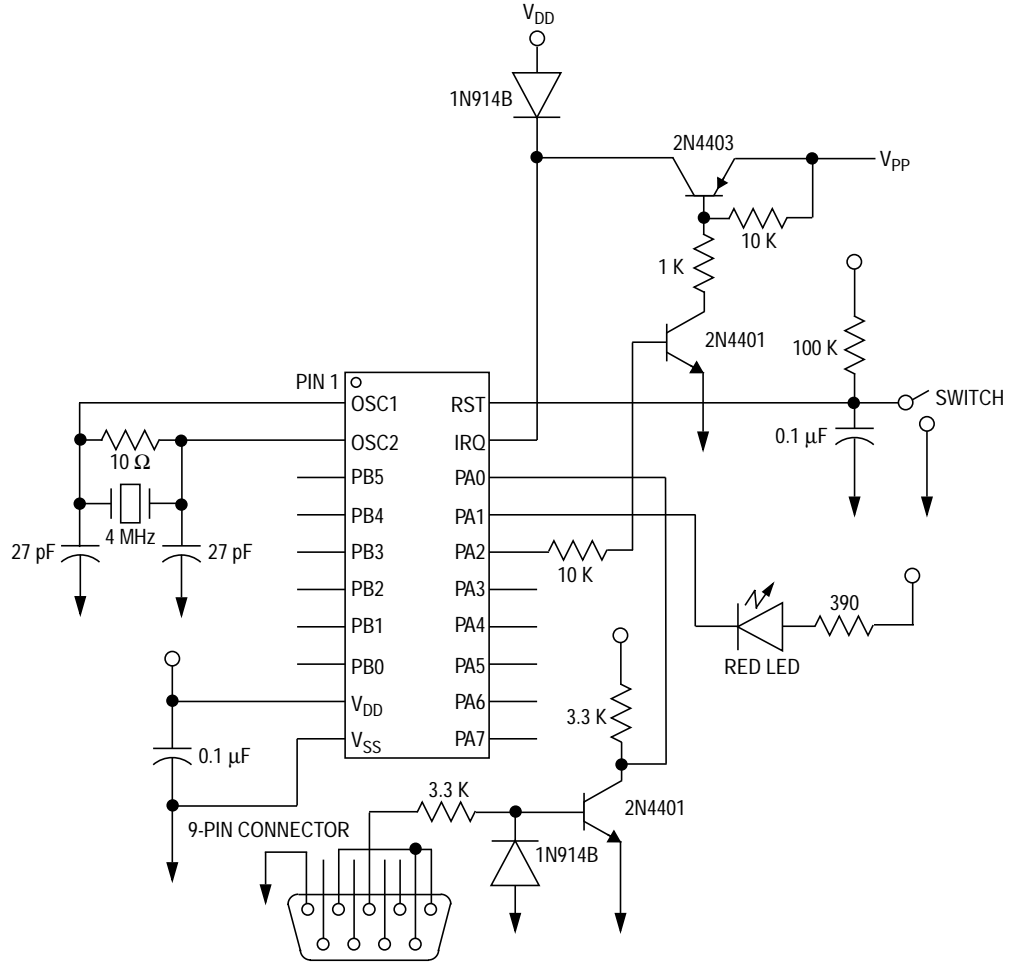 VDD
1N914B
2N4403
VPP
10 K
1 K
2N4401
100 K
PIN 1
OSC1
RST
SWITCH
0.1 µF
OSC2
IRQ
10 Ω
PB5
PA0
4 MHz
PB4
PA1
27 pF
27 pF
PB3
PA2
10 K
PB2
PA3
390
PB1
PA4
RED LED
PB0
PA5
VDD
PA6
3.3 K
VSS
PA7
0.1 µF
3.3 K
2N4401
9-PIN CONNECTOR
1N914B